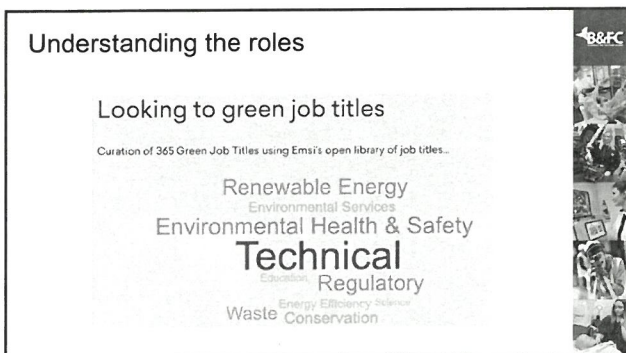 Understanding the roles
B&FC
Looking to green job titles
Curation of 365 Green Job Titles using Emsi's open library of job titles...
Renewable Energy
Environmental Services
Environmental Health & Safety
Technical
Education
Regulatory
Energy Efficiency Science
Waste Conservation